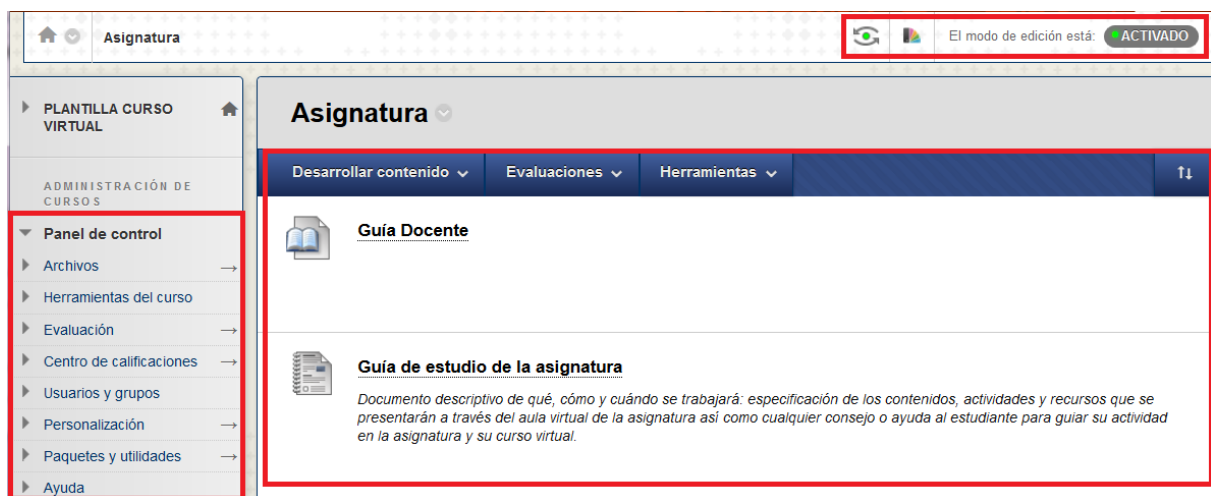 Asignatura
El modo de edición está: ACTIVADO
PLANTILLA CURSO
VIRTUAL
ADMINISTRACIÓN DE
CURSOS
Panel de control
Archivos
Herramientas del curso
Evaluación
Centro de calificaciones
Usuarios y grupos
Personalización
Paquetes y utilidades
Ayuda
Asignatura
Desarrollar contenido Evaluaciones Herramientas
Guía Docente
Guía de estudio de la asignatura
Documento descriptivo de qué, cómo y cuándo se trabajará: especificación de los contenidos, actividades y recursos que se
presentarán a través del aula virtual de la asignatura así como cualquier consejo o ayuda al estudiante para guiar su actividad
en la asignatura y su curso virtual.